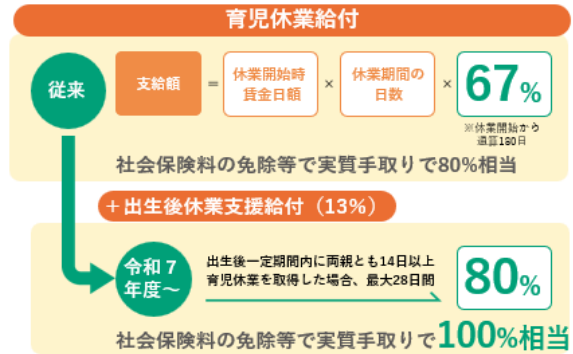 育児休業給付
従来
支給額 = 休業開始時賃金日額 × 休業期間の日数 × 67%
※休業開始から
通算180日
社会保険料の免除等で実質手取りで80%相当
+出生後休業支援給付(13%)
令和7
年度~
出生後一定期間内に両親とも14日以上
育児休業を取得した場合、最大28日間
80%
社会保険料の免除等で実質手取りで100%相当